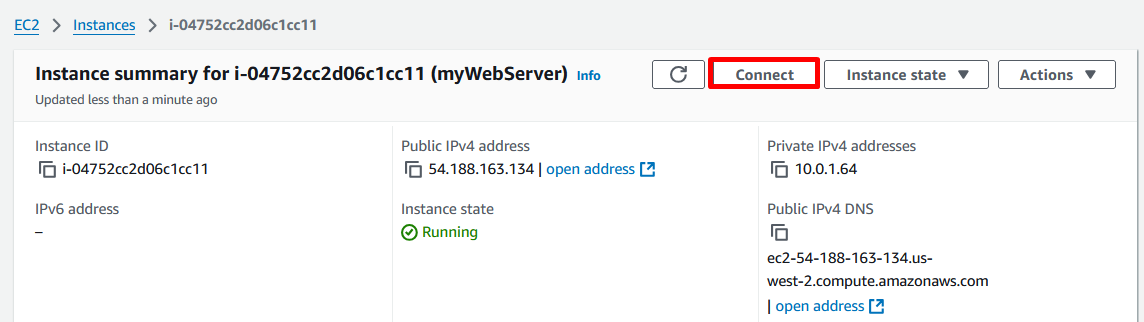 EC2 > Instances > i-04752cc2d06c1cc11
Instance summary for i-04752cc2d06c1cc11 (myWebServer) Info
Connect
Instance state
Actions
Updated less than a minute ago
Instance ID
i-04752cc2d06c1cc11
Public IPv4 address
54.188.163.134 | open address
Private IPv4 addresses
10.0.1.64
IPv6 address
–
Instance state
Running
Public IPv4 DNS
ec2-54-188-163-134.us-
west-2.compute.amazonaws.com
| open address